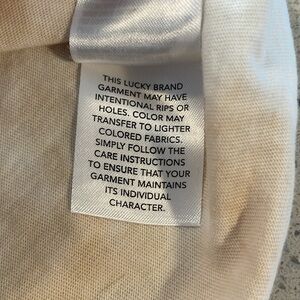 THIS LUCKY BRAND
GARMENT MAY HAVE
INTENTIONAL RIPS OR
HOLES. COLOR MAY
TRANSFER TO LIGHTER
COLORED FABRICS.
SIMPLY FOLLOW THE
CARE INSTRUCTIONS
TO ENSURE THAT YOUR
GARMENT MAINTAINS
ITS INDIVIDUAL
CHARACTER.